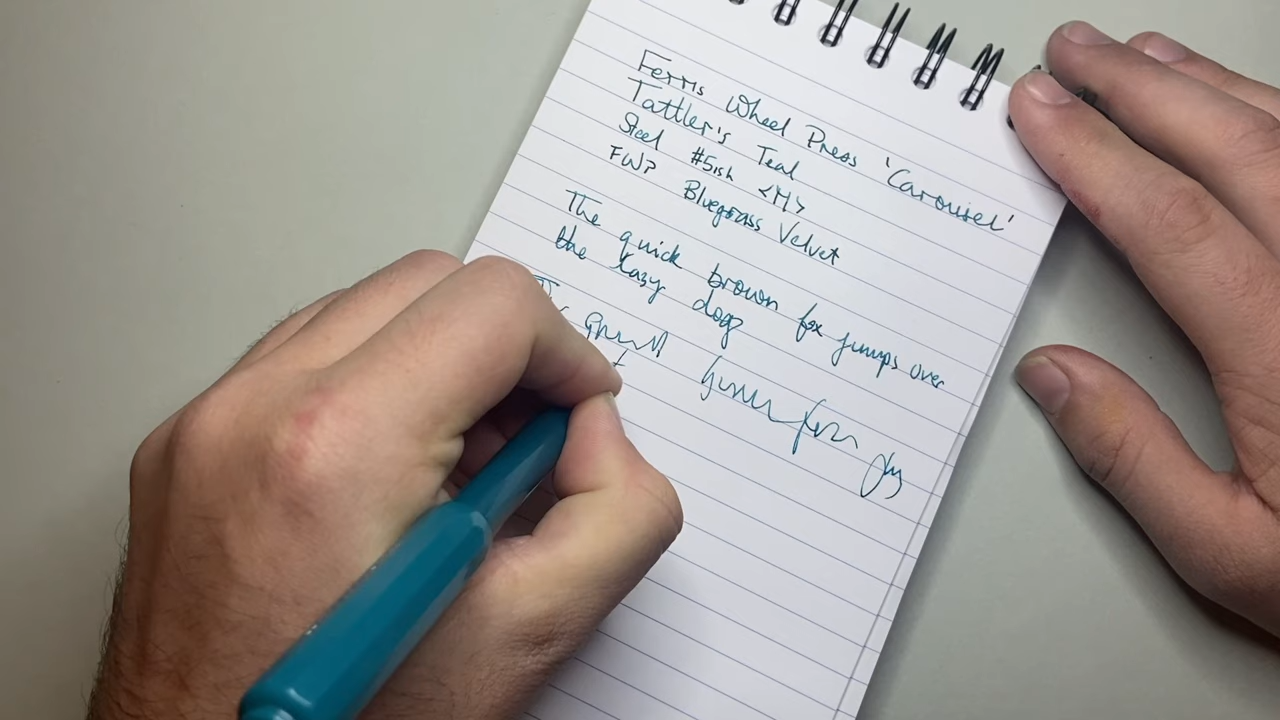 Ferris Wheel Press 'Carousel'
Tattler's Teal
Steel #5ish <M>
FWP Bluegrass Velvet
The quick brown fox jumps over
the lazy dog